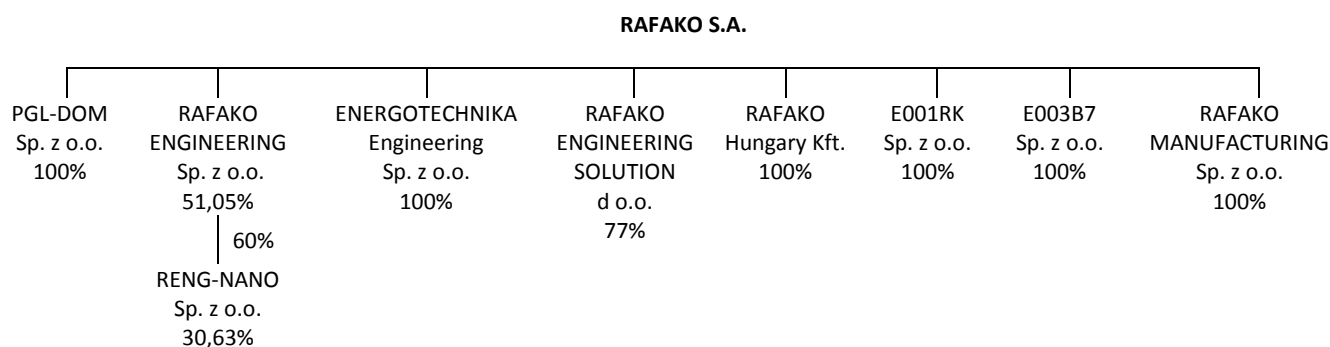 RAFAKO S.A.
PGL-DOM
Sp. z o.o.
100%
RAFAKO
ENGINEERING
Sp. z o.o.
51,05%
60%
RENG-NANO
Sp. z o.o.
30,63%
ENERGOTECHNIKA
Engineering
Sp. z o.o.
100%
RAFAKO
ENGINEERING
SOLUTION
d o.o.
77%
RAFAKO
Hungary Kft.
100%
E001RK
Sp. z o.o.
100%
E003B7
Sp. z o.o.
100%
RAFAKO
MANUFACTURING
Sp. z o.o.
100%